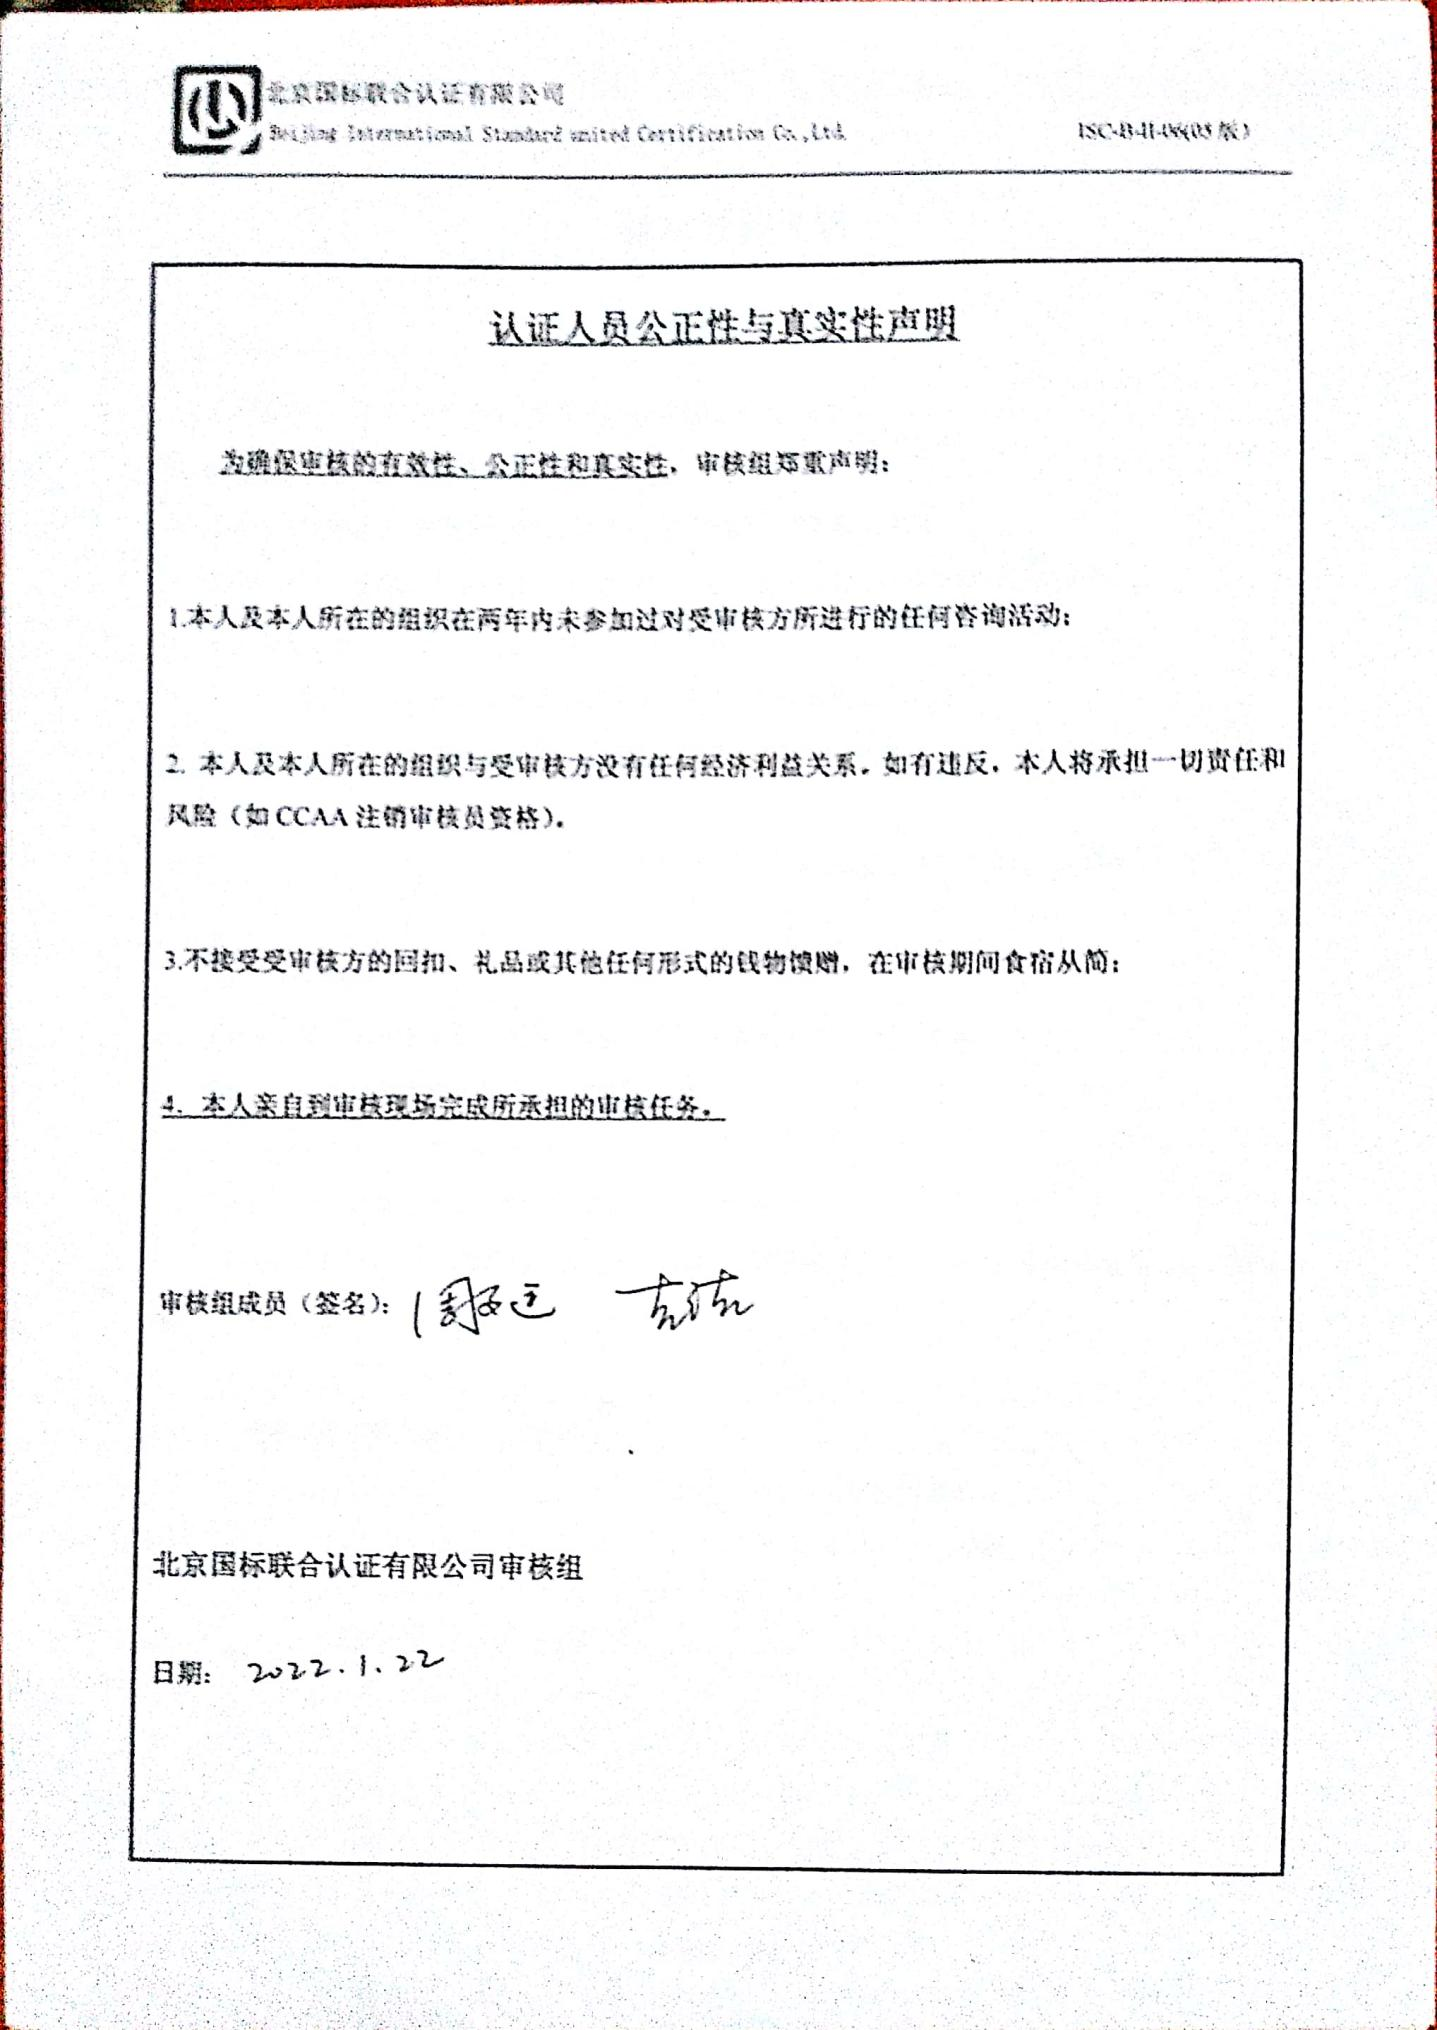 北京国标联合认证有限公司
Beijing International Standard united Certification Co.,Ltd.
ISC-B-II-06(05版)
认证人员公正性与真实性声明
为确保审核的有效性、公正性和真实性，审核组郑重声明：
1.本人及本人所在的组织在两年内未参加过对受审核方所进行的任何咨询活动；
2. 本人及本人所在的组织与受审核方没有任何经济利益关系。如有违反，本人将承担一切责任和
风险（如 CCAA 注销审核员资格）。
3.不接受受审核方的回扣、礼品或其他任何形式的钱物馈赠，在审核期间食宿从简；
4. 本人亲自到审核现场完成所承担的审核任务。
审核组成员（签名）：
北京国标联合认证有限公司审核组
日期： 2022.1.22